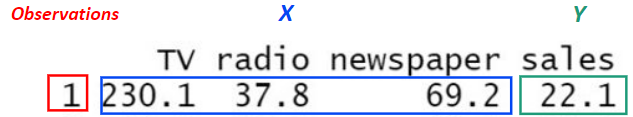 Observations X Y
TV radio newspaper sales
1 230.1 37.8 69.2 22.1